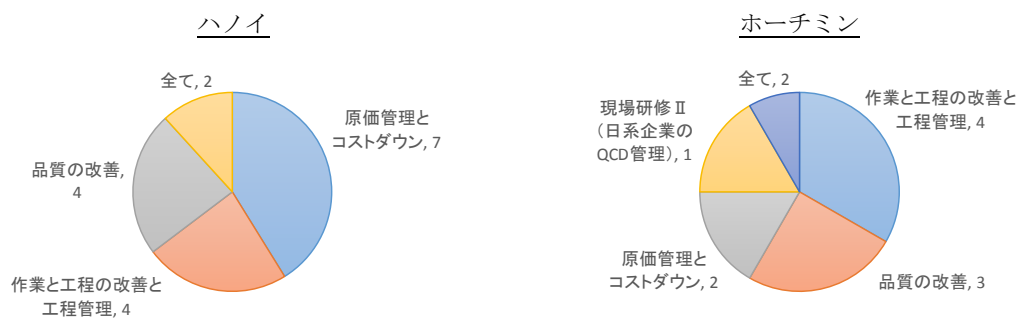 ハノイ
全て, 2
原価管理と
コストダウン, 7
品質の改善,
4
作業と工程の改善と
工程管理, 4
ホーチミン
全て, 2
作業と工程の改善と
工程管理, 4
現場研修Ⅱ
（日系企業の
QCD管理）, 1
原価管理と
コストダウン, 2
品質の改善, 3